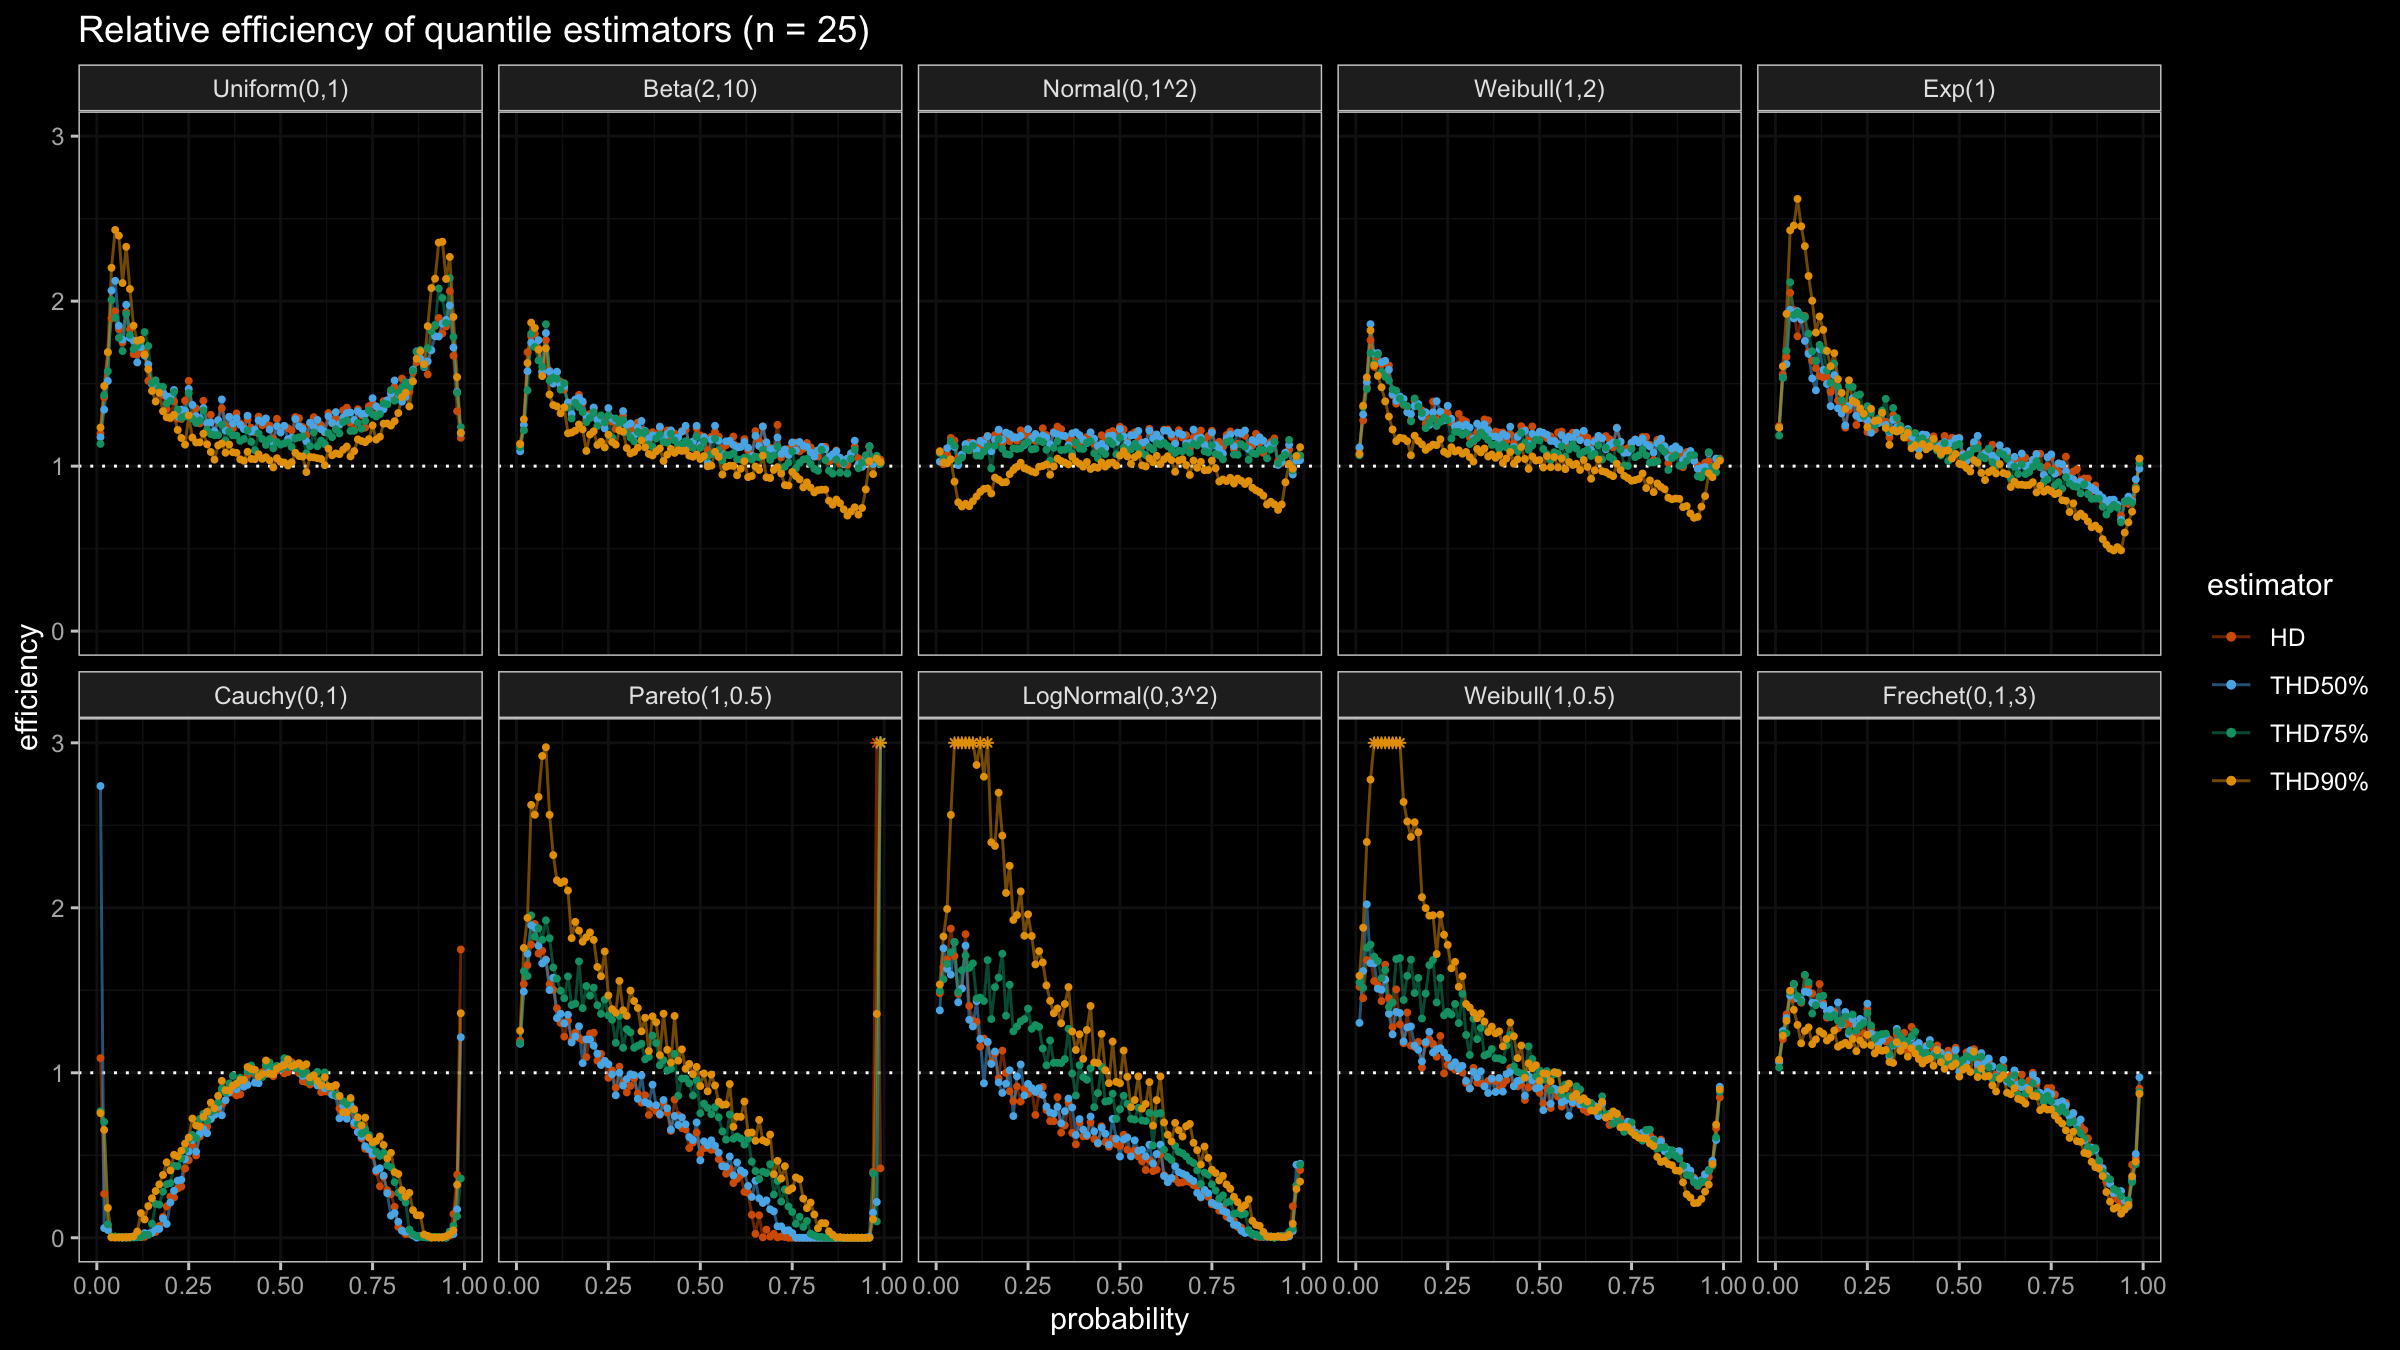 Relative efficiency of quantile estimators (n = 25)
Uniform(0,1)
Beta(2,10)
Normal(0,1^2)
Weibull(1,2)
Exp(1)
3
2
1
0
efficiency
Cauchy(0,1)
Pareto(1,0.5)
LogNormal(0,3^2)
Weibull(1,0.5)
Frechet(0,1,3)
3
2
1
0
0.00 0.25 0.50 0.75 1.00
0.00 0.25 0.50 0.75 1.00
0.00 0.25 0.50 0.75 1.00
0.00 0.25 0.50 0.75 1.00
0.00 0.25 0.50 0.75 1.00
probability
estimator
HD
THD50%
THD75%
THD90%